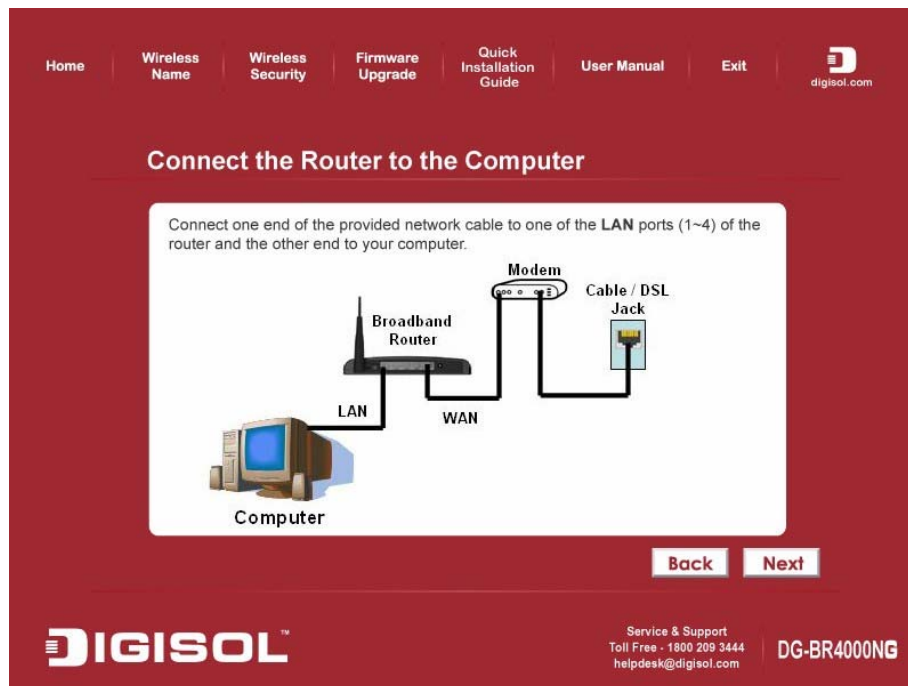 Home
Wireless
Name
Wireless
Security
Firmware
Upgrade
Quick
Installation
Guide
User Manual
Exit
digisol.com
Connect the Router to the Computer
Connect one end of the provided network cable to one of the LAN ports (1~4) of the
router and the other end to your computer.
Modem
Cable / DSL
Jack
Broadband
Router
LAN
WAN
Computer
Back
Next
DIGISOL™
Service & Support
Toll Free - 1800 209 3444
helpdesk@digisol.com
DG-BR4000NG